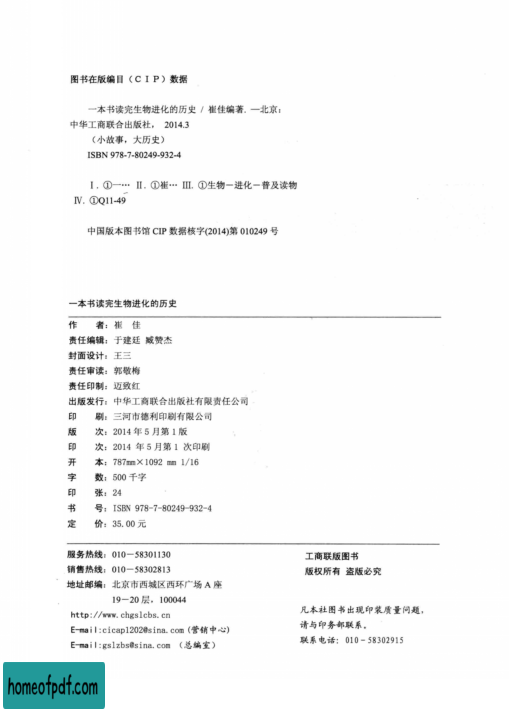 图书在版编目(CIP)数据
一本书读完生物进化的历史 / 崔佳编著. —北京:
中华工商联合出版社, 2014.3
(小故事,大历史)
ISBN 978-7-80249-932-4
Ⅰ. ①一… Ⅱ. ①崔… Ⅲ. ①生物-进化-普及读物
Ⅳ. ①Q11-49
中国版本图书馆 CIP 数据核字(2014)第 010249 号
一本书读完生物进化的历史
作 者:崔 佳
责任编辑:于建廷 臧赞杰
封面设计:王三
责任审读:郭敬梅
责任印制:迈致红
出版发行:中华工商联合出版社有限责任公司
印 刷:三河市德利印刷有限公司
版 次:2014 年 5 月第 1 版
印 次:2014 年 5 月第 1 次印刷
开 本:787mm×1092 mm 1/16
字 数:500 千字
印 张:24
书 号:ISBN 978-7-80249-932-4
定 价:35.00 元
服务热线:010-58301130
销售热线:010-58302813
地址邮编:北京市西城区西环广场 A 座
19-20 层,100044
http://www.chgslcbs.cn
E-mail:cicap1202@sina.com (营销中心)
E-mail:gslzbs@sina.com (总编室)
工商联版图书
版权所有 盗版必究
凡本社图书出现印装质量问题,
请与印务部联系。
联系电话:010-58302915
homeofpdf.com